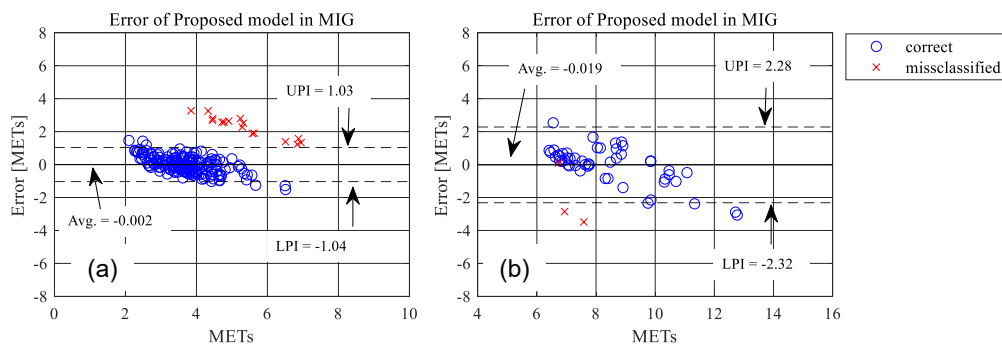 Error of Proposed model in MIG
8
6
4
2
0
-2
-4
-6
-8
Error [METs]
UPI = 1.03
Avg. = -0.002
LPI = -1.04
(a)
0 2 4 6 8 10
METs
Error of Proposed model in MIG
8
6
4
2
0
-2
-4
-6
-8
Error [METs]
Avg. = -0.019
UPI = 2.28
LPI = -2.32
(b)
4 6 8 10 12 14 16
METs
correct
missclassified